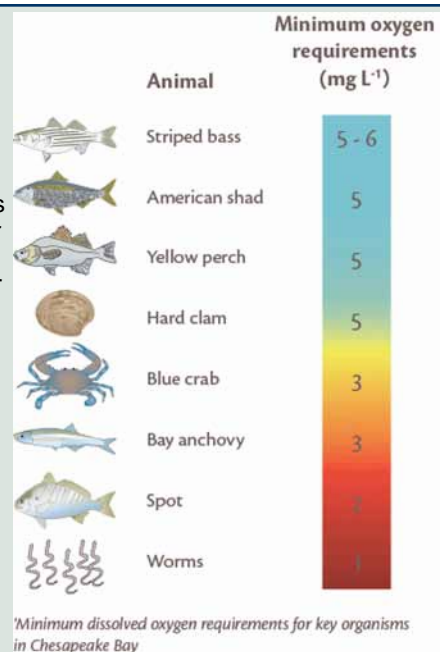 Minimum oxygen
requirements
(mg L⁻¹)
Animal
Striped bass 5 - 6
American shad 5
Yellow perch 5
Hard clam 5
Blue crab 3
Bay anchovy 3
Spot 2
Worms 1
'Minimum dissolved oxygen requirements for key organisms
in Chesapeake Bay